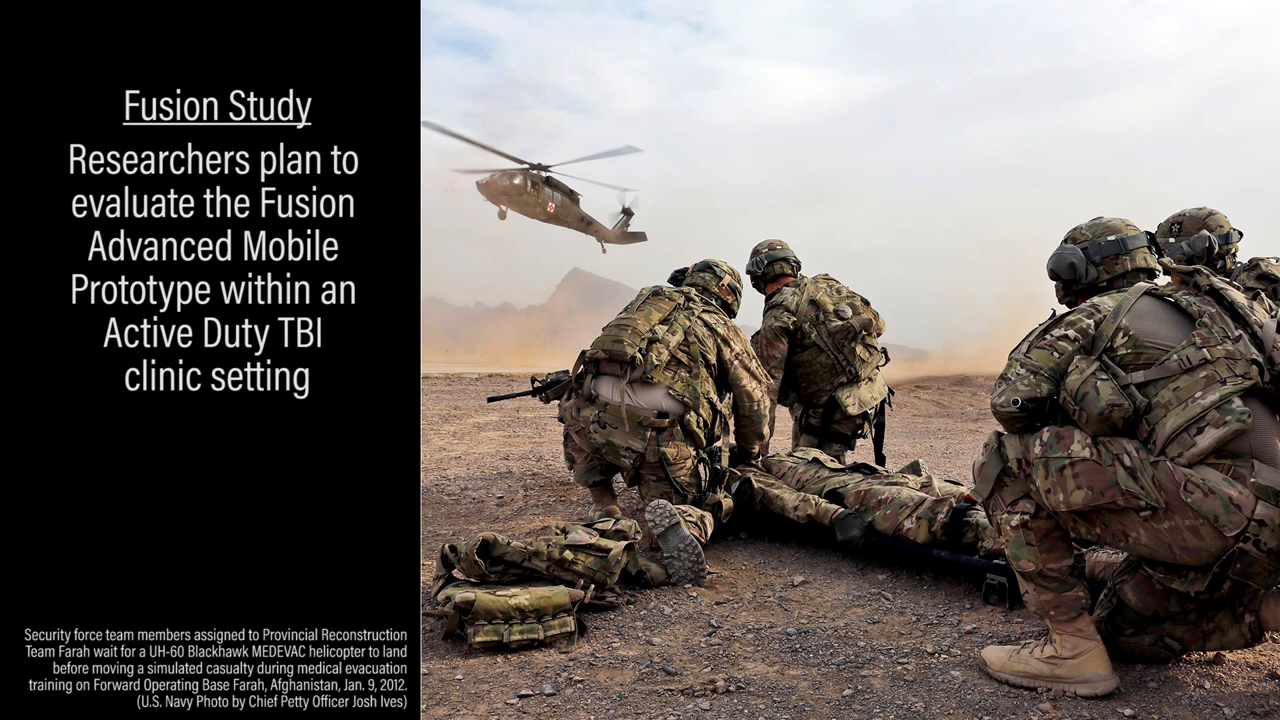 Fusion Study
Researchers plan to
evaluate the Fusion
Advanced Mobile
Prototype within an
Active Duty TBI
clinic setting
Security force team members assigned to Provincial Reconstruction
Team Farah wait for a UH-60 Blackhawk MEDEVAC helicopter to land
before moving a simulated casualty during medical evacuation
training on Forward Operating Base Farah, Afghanistan, Jan. 9, 2012.
(U.S. Navy Photo by Chief Petty Officer Josh Ives)